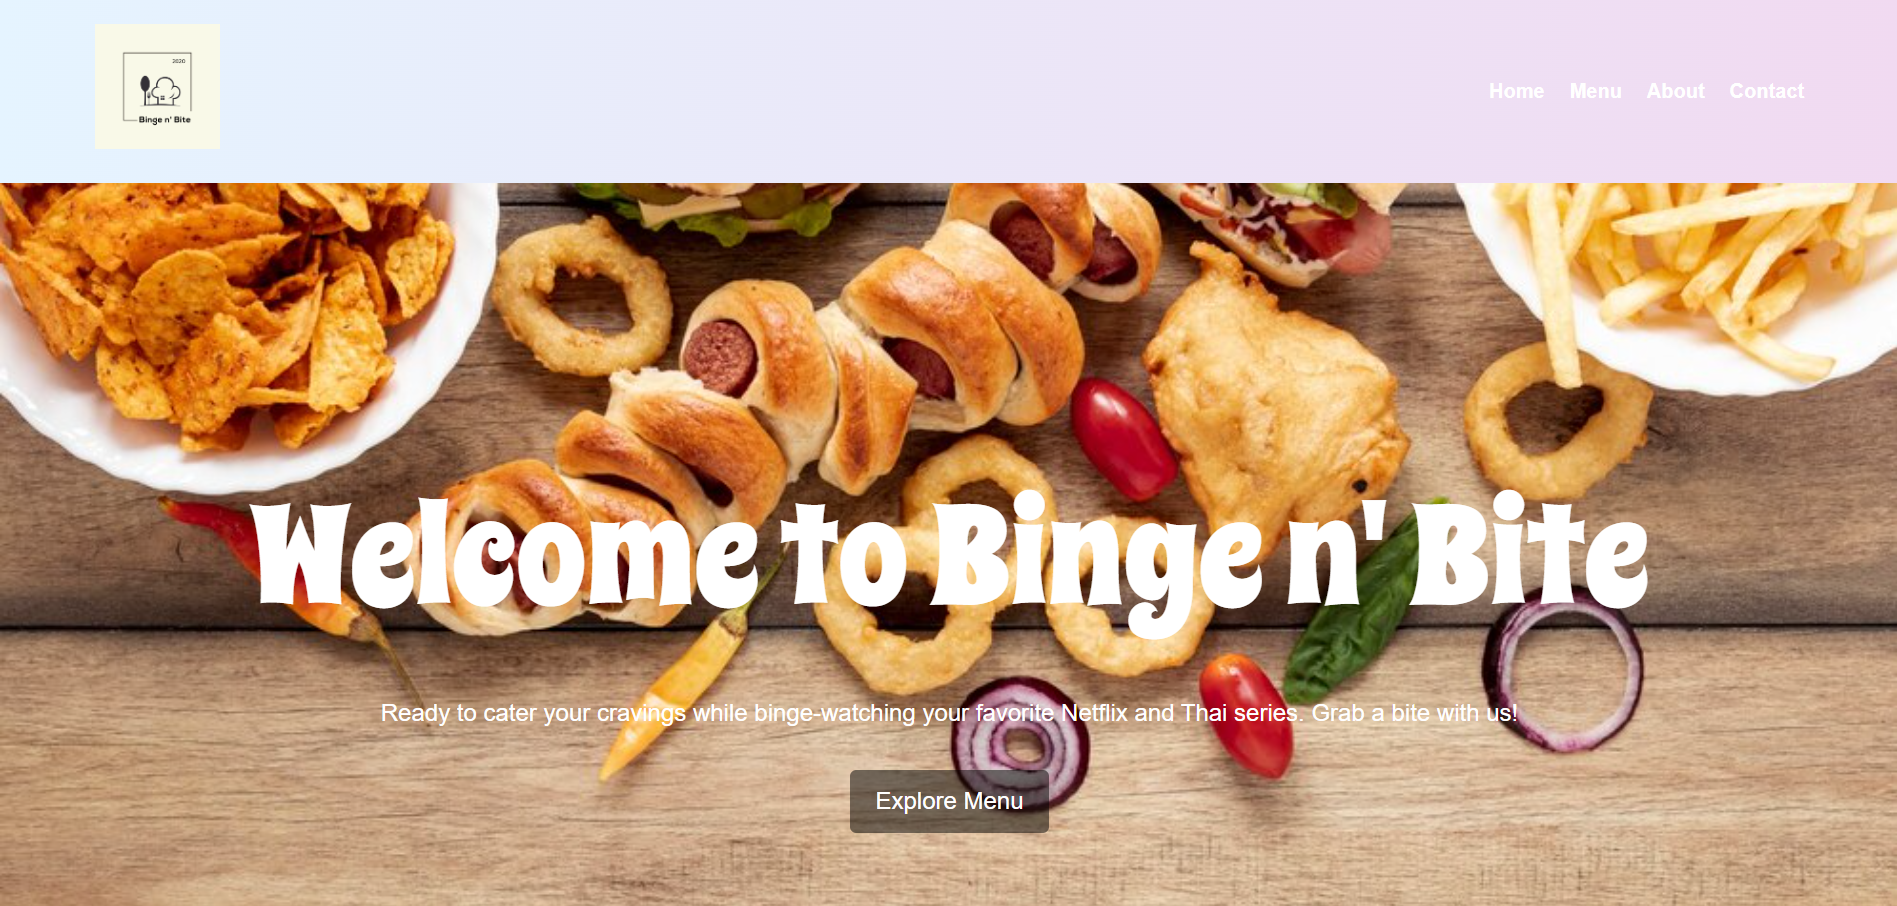 2020
Binge n' Bite
Home Menu About Contact
Welcome to Binge n' Bite
Ready to cater your cravings while binge-watching your favorite Netflix and Thai series. Grab a bite with us!
Explore Menu